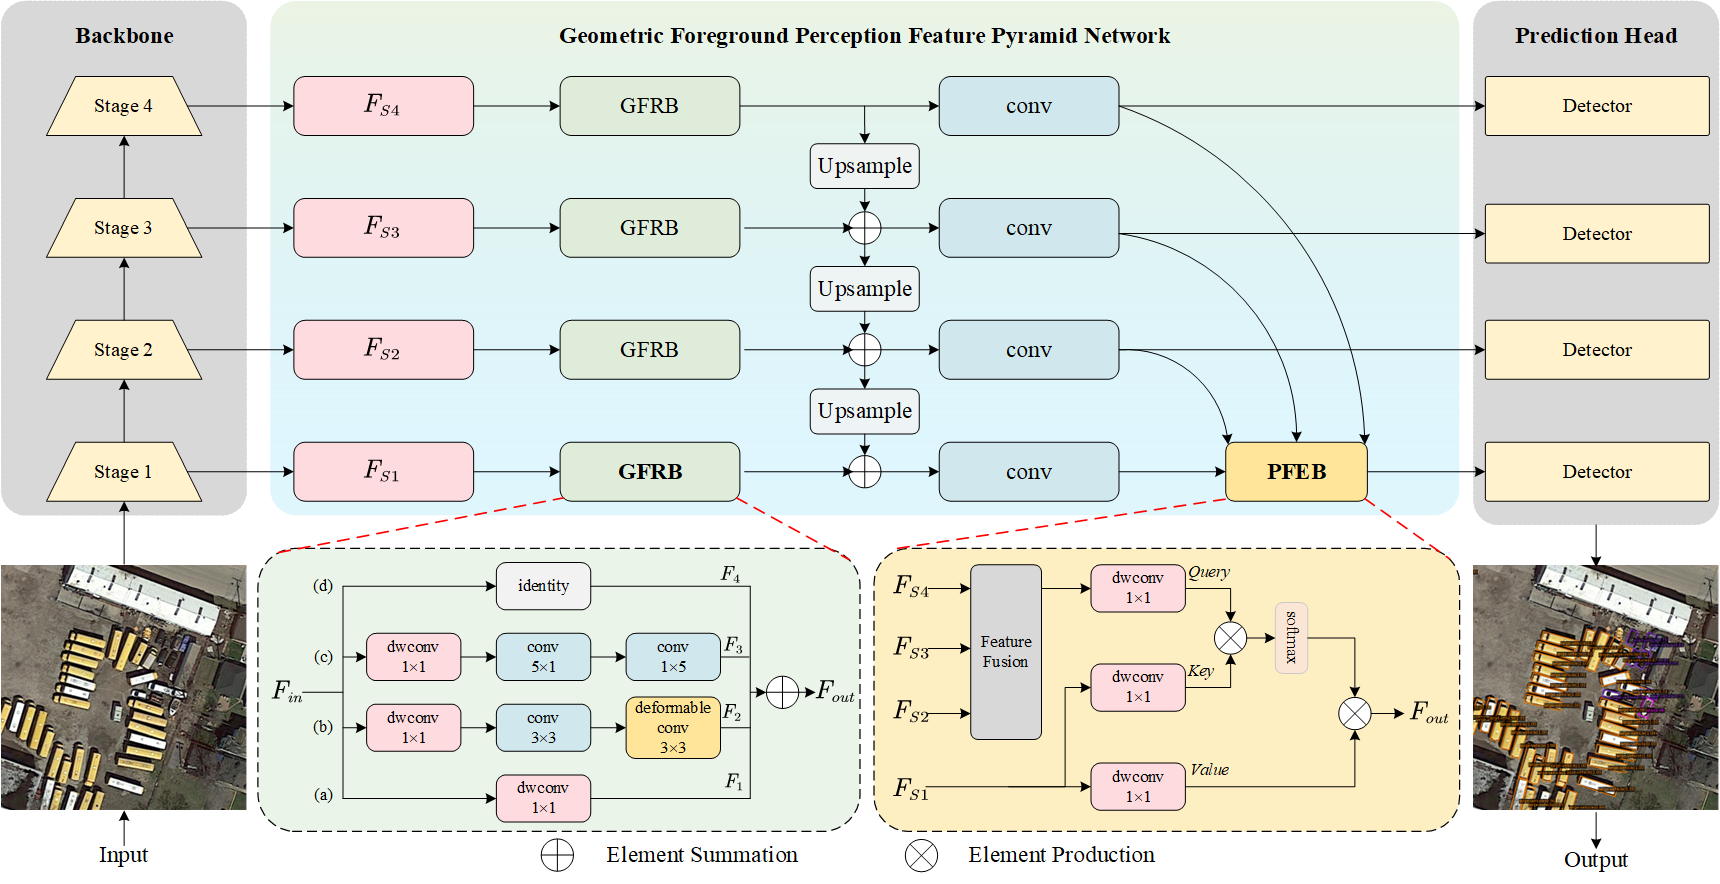 Backbone
Geometric Foreground Perception Feature Pyramid Network
Prediction Head
Stage 4
F_{S4}
GFRB
conv
Detector
Upsample
Stage 3
F_{S3}
GFRB
conv
Detector
Upsample
Stage 2
F_{S2}
GFRB
conv
Detector
Upsample
Stage 1
F_{S1}
GFRB
conv
PFEB
Detector
(d)
identity
F_4
(c)
dwconv
1×1
conv
5×1
conv
1×5
F_3
F_{in}
F_{out}
(b)
dwconv
1×1
conv
3×3
deformable
conv
3×3
F_2
(a)
dwconv
1×1
F_1
F_{S4}
F_{S3}
F_{S2}
F_{S1}
Feature
Fusion
dwconv
1×1
Query
dwconv
1×1
Key
softmax
dwconv
1×1
Value
F_{out}
Input
Element Summation
Element Production
Output